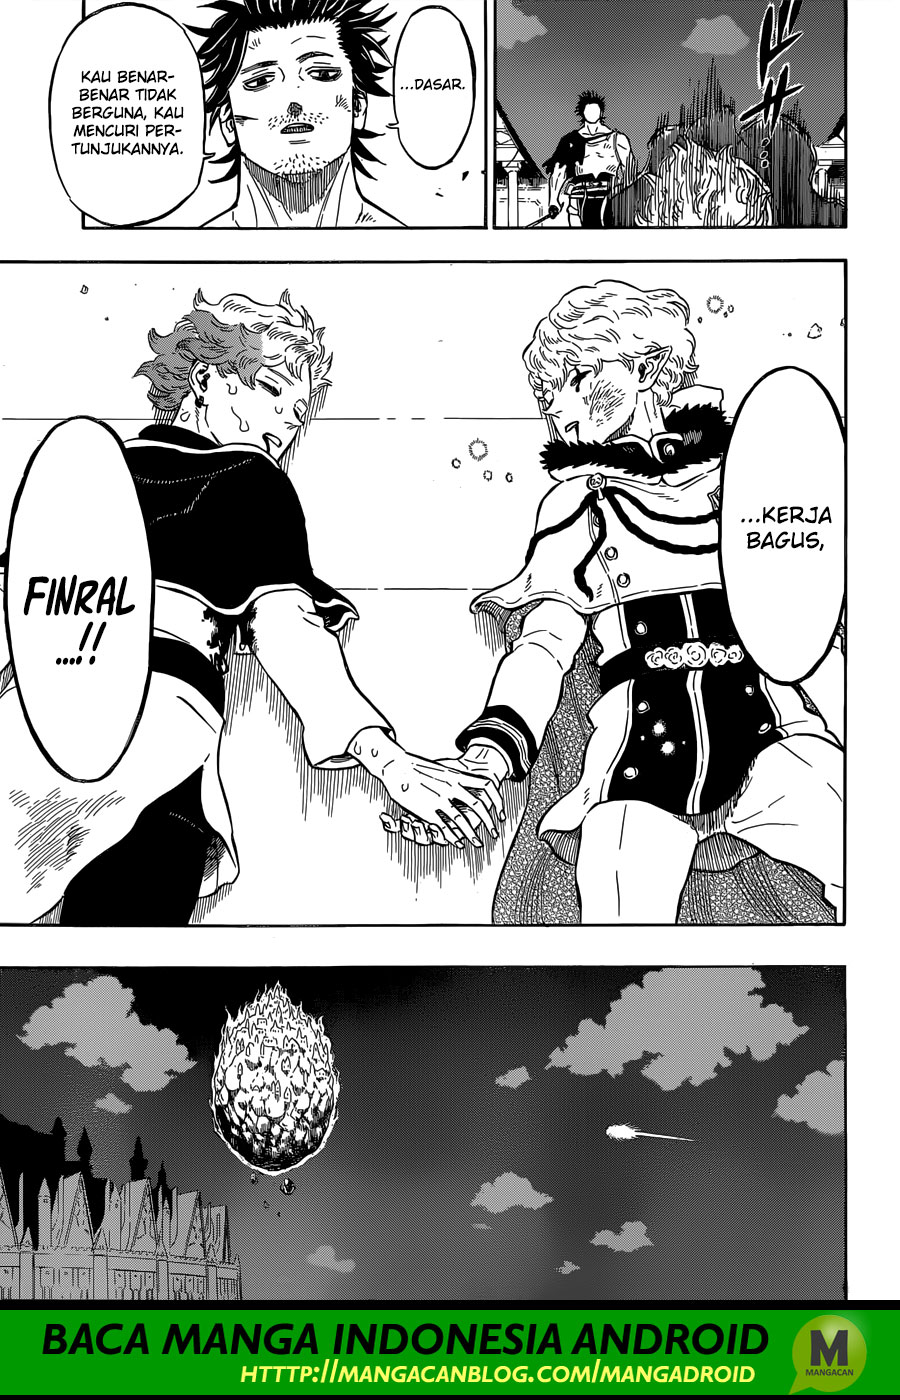 ...DASAR.
KAU BENAR-
BENAR TIDAK
BERGUNA, KAU
MENCURI PER-
TUNJUKANNYA.
...KERJA
BAGUS,
FINRAL
....!!
BACA MANGA INDONESIA ANDROID
HTTTP://MANGACANBLOG.COM/MANGADROID
M
MANGACAN